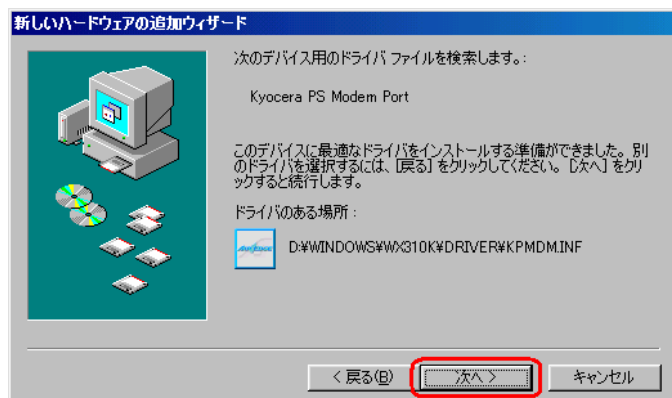 新しいハードウェアの追加ウィザード
次のデバイス用のドライバ ファイルを検索します。:
Kyocera PS Modem Port
このデバイスに最適なドライバをインストールする準備ができました。別
のドライバを選択するには、[戻る] をクリックしてください。[次へ] をクリ
ックすると続行します。
ドライバのある場所 :
D:¥WINDOWS¥WX310K¥DRIVER¥KPMDM.INF
< 戻る(B)
次へ >
キャンセル